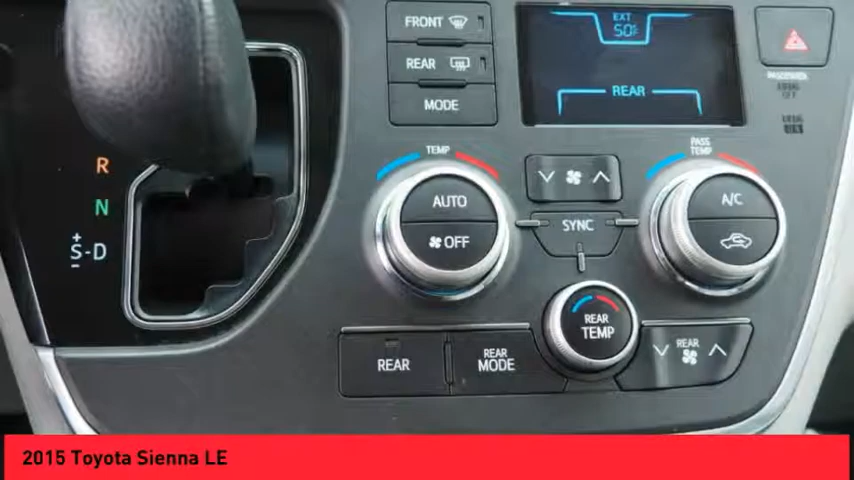 FRONT
REAR
MODE
EXT
50°F
REAR
PASSENGER
TEMP
PASS
TEMP
R
N
+
S-D
-
AUTO
OFF
SYNC
A/C
REAR
TEMP
REAR
REAR
MODE
REAR
2015 Toyota Sienna LE